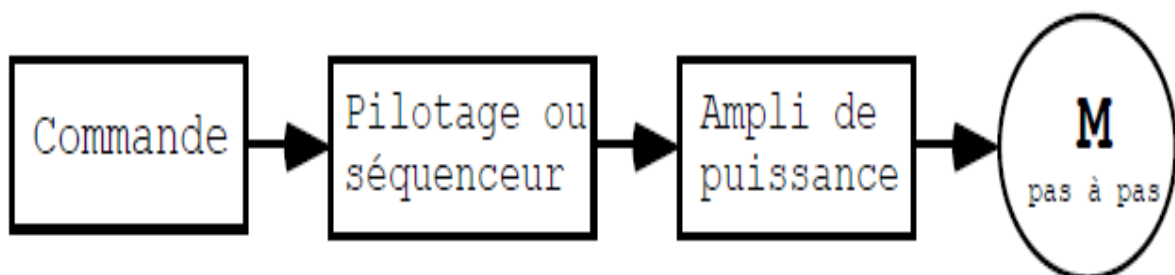 Commande
Pilotage ou
séquenceur
Ampli de
puissance
M
pas à pas